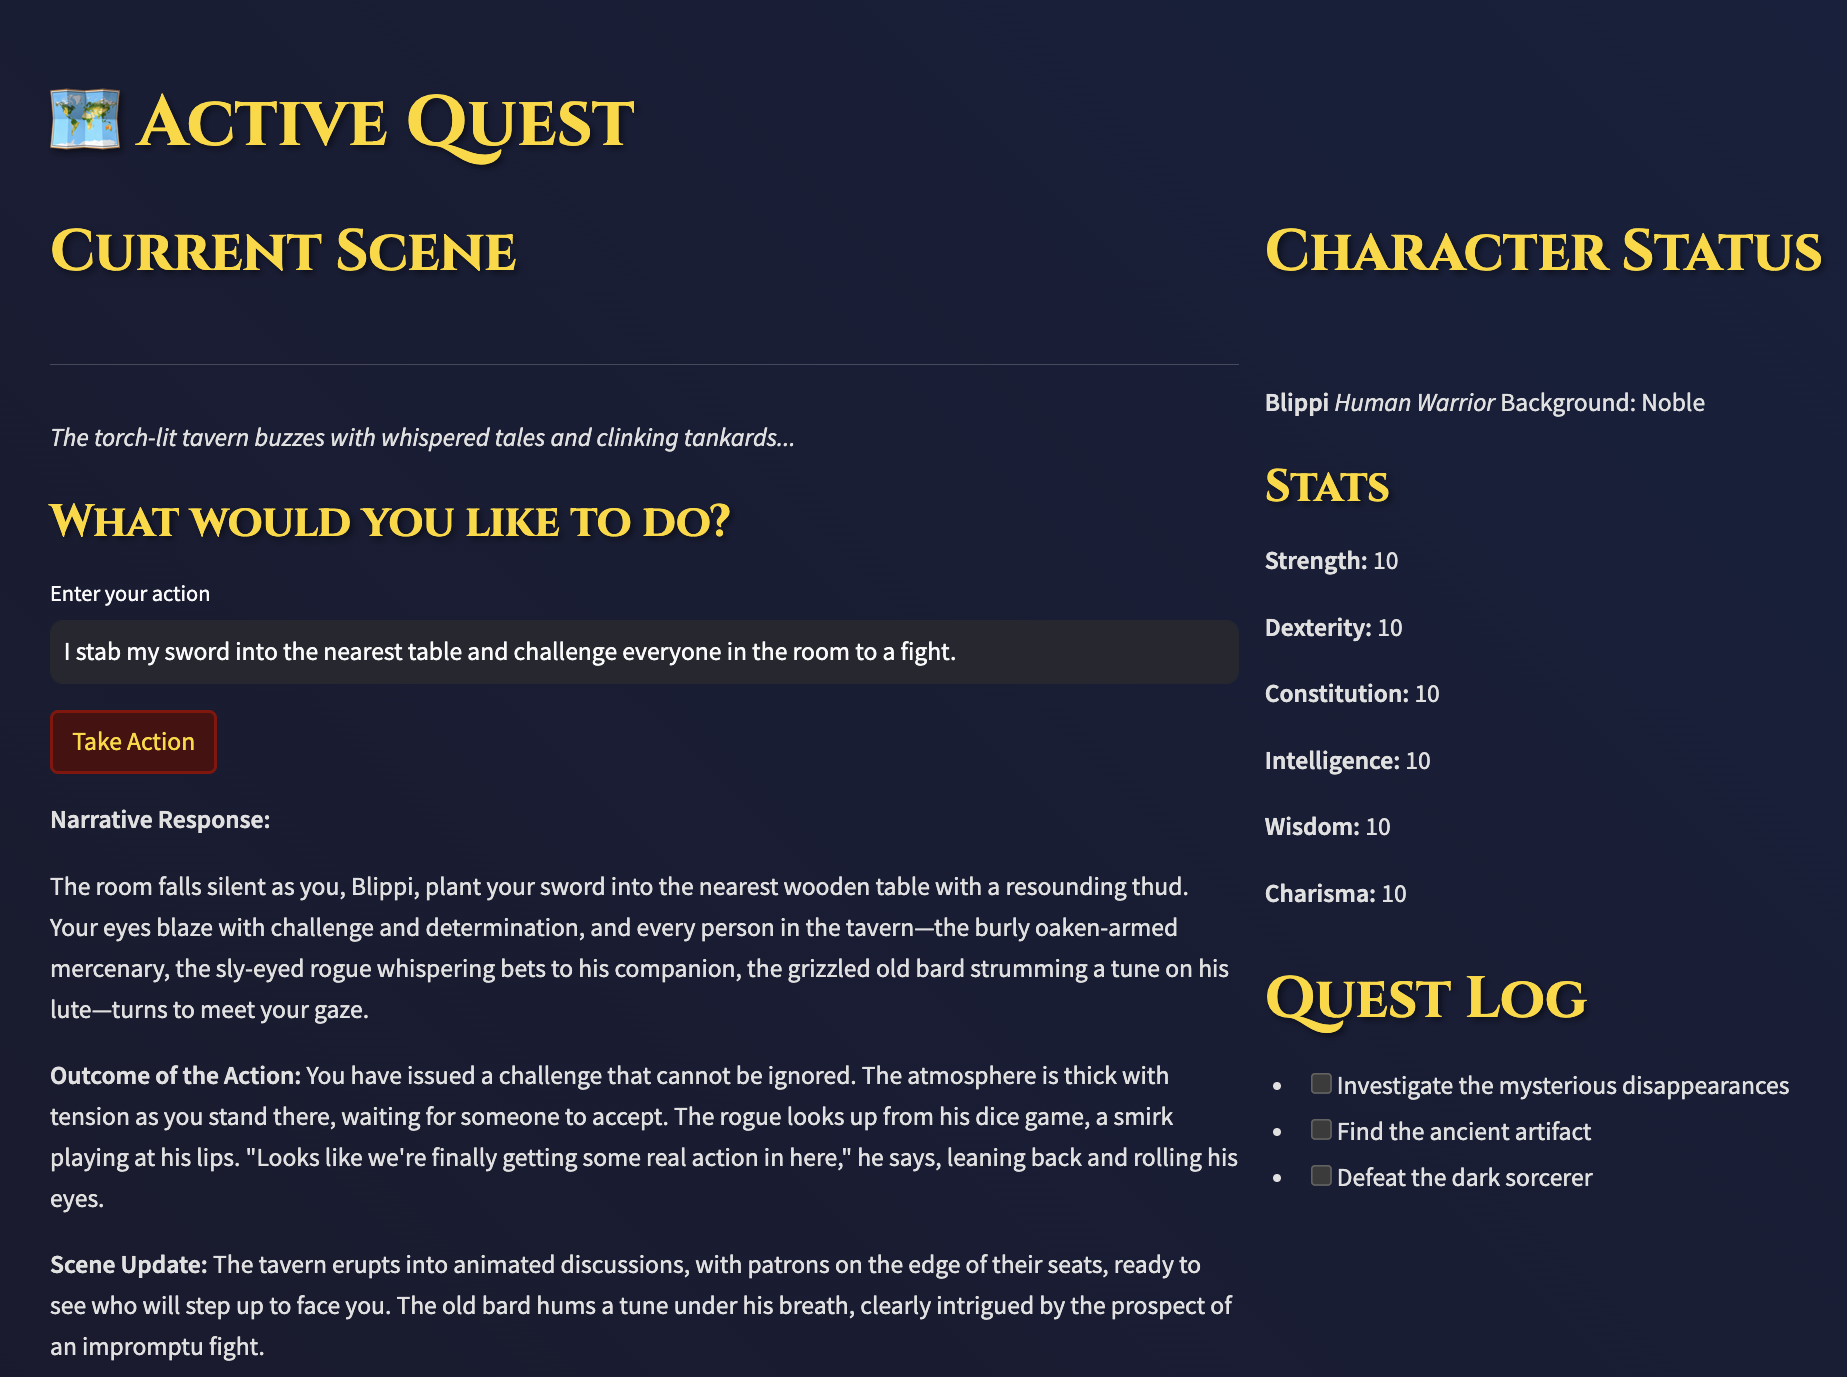 Active Quest
Current Scene
The torch-lit tavern buzzes with whispered tales and clinking tankards...
What would you like to do?
Enter your action
I stab my sword into the nearest table and challenge everyone in the room to a fight.
Take Action
Narrative Response:
The room falls silent as you, Blippi, plant your sword into the nearest wooden table with a resounding thud.
Your eyes blaze with challenge and determination, and every person in the tavern—the burly oaken-armed
mercenary, the sly-eyed rogue whispering bets to his companion, the grizzled old bard strumming a tune on his
lute—turns to meet your gaze.
Outcome of the Action: You have issued a challenge that cannot be ignored. The atmosphere is thick with
tension as you stand there, waiting for someone to accept. The rogue looks up from his dice game, a smirk
playing at his lips. "Looks like we're finally getting some real action in here," he says, leaning back and rolling his
eyes.
Scene Update: The tavern erupts into animated discussions, with patrons on the edge of their seats, ready to
see who will step up to face you. The old bard hums a tune under his breath, clearly intrigued by the prospect of
an impromptu fight.
Character Status
Blippi Human Warrior Background: Noble
Stats
Strength: 10
Dexterity: 10
Constitution: 10
Intelligence: 10
Wisdom: 10
Charisma: 10
Quest Log
Investigate the mysterious disappearances
Find the ancient artifact
Defeat the dark sorcerer